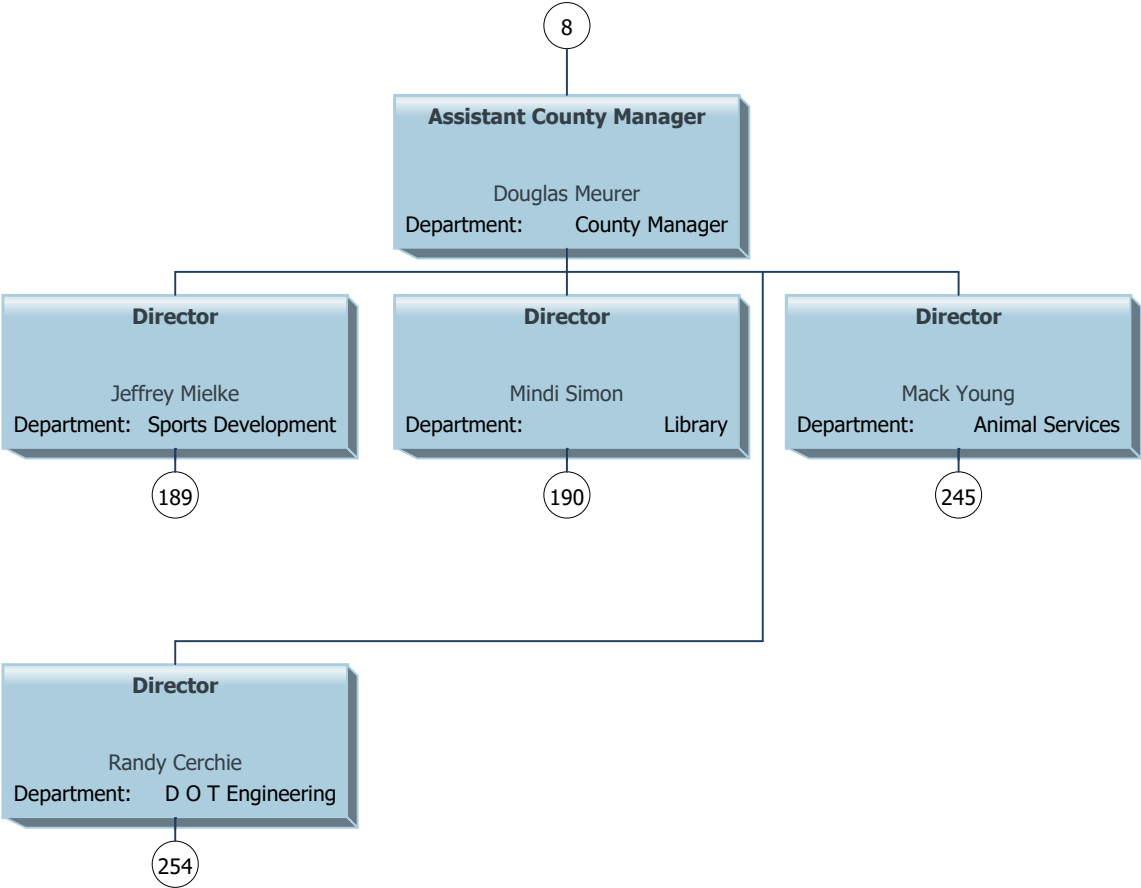 8
Assistant County Manager
Douglas Meurer
Department: County Manager
Director
Jeffrey Mielke
Department: Sports Development
189
Director
Mindi Simon
Department: Library
190
Director
Mack Young
Department: Animal Services
245
Director
Randy Cerchie
Department: D O T Engineering
254